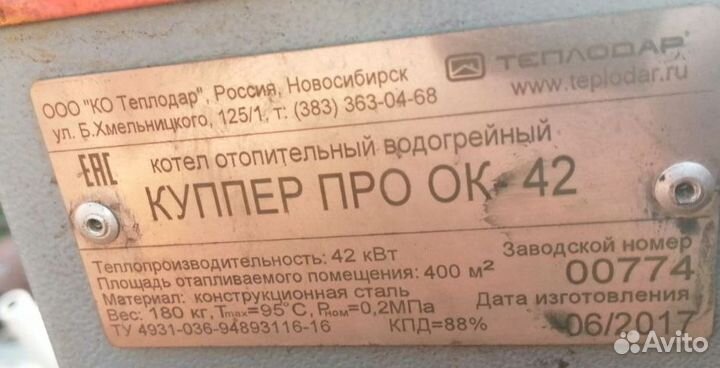 ООО "КО Теплодар", Россия, Новосибирск
ул. Б.Хмельницкого, 125/1, т: (383) 363-04-68
ТЕПЛОДАР
www.teplodar.ru
ЕАС
котел отопительный водогрейный
КУППЕР ПРО ОК- 42
Теплопроизводительность: 42 кВт
Площадь отапливаемого помещения: 400 м²
Материал: конструкционная сталь
Вес: 180 кг, Tmax=95°С, Рном=0,2МПа
ТУ 4931-036-94893116-16 КПД=88%
Заводской номер
00774
Дата изготовления
06/2017
Avito